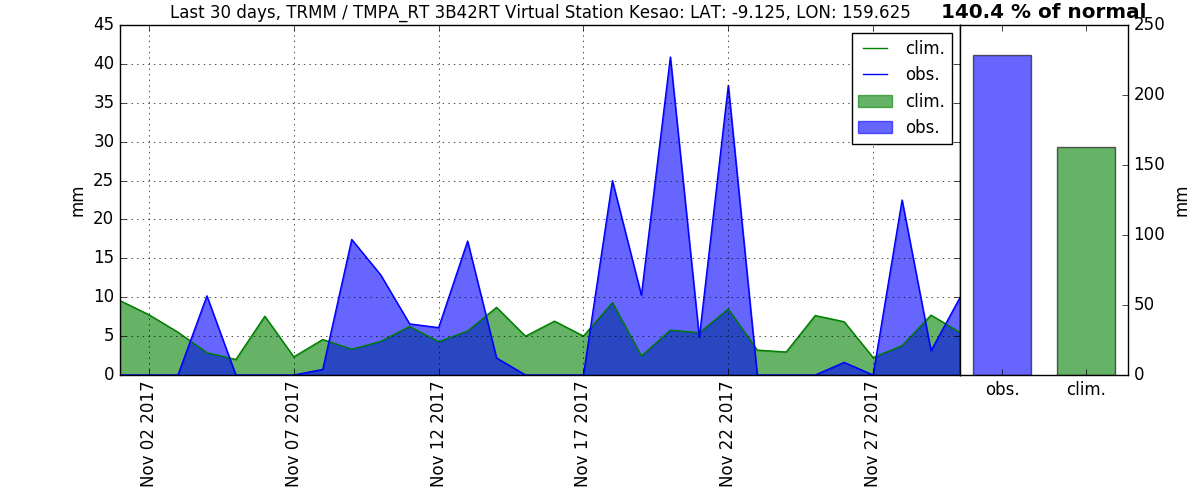 Last 30 days, TRMM / TMPA_RT 3B42RT Virtual Station Kesao: LAT: -9.125, LON: 159.625
140.4 % of normal
45
40
35
30
25
20
15
10
5
0
mm
clim.
obs.
clim.
obs.
Nov 02 2017
Nov 07 2017
Nov 12 2017
Nov 17 2017
Nov 22 2017
Nov 27 2017
250
200
150
100
50
0
mm
obs.
clim.